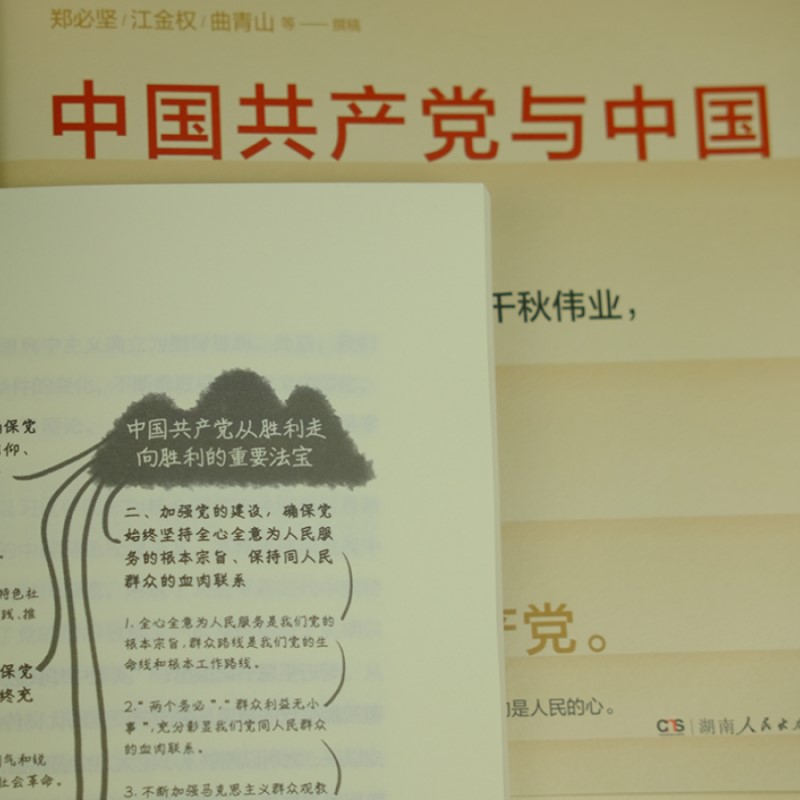 郑必坚/江金权/曲青山 等——撰稿
中国共产党与中国
千秋伟业，
产党。
的是人民的心。
湖南人民出
中国共产党从胜利走
向胜利的重要法宝
保党
仰、
二、加强党的建设，确保党
始终坚持全心全意为人民服
务的根本宗旨、保持同人民
群众的血肉联系
1.全心全意为人民服务是我们党的
根本宗旨,群众路线是我们党的生
命线和根本工作路线。
2.“两个务必”,“群众利益无小
事”,充分彰显我们党同人民群众
的血肉联系。
3.不断加强马克思主义群众观教
特色社
践、推
保党
终充
气和锐
社会革命。